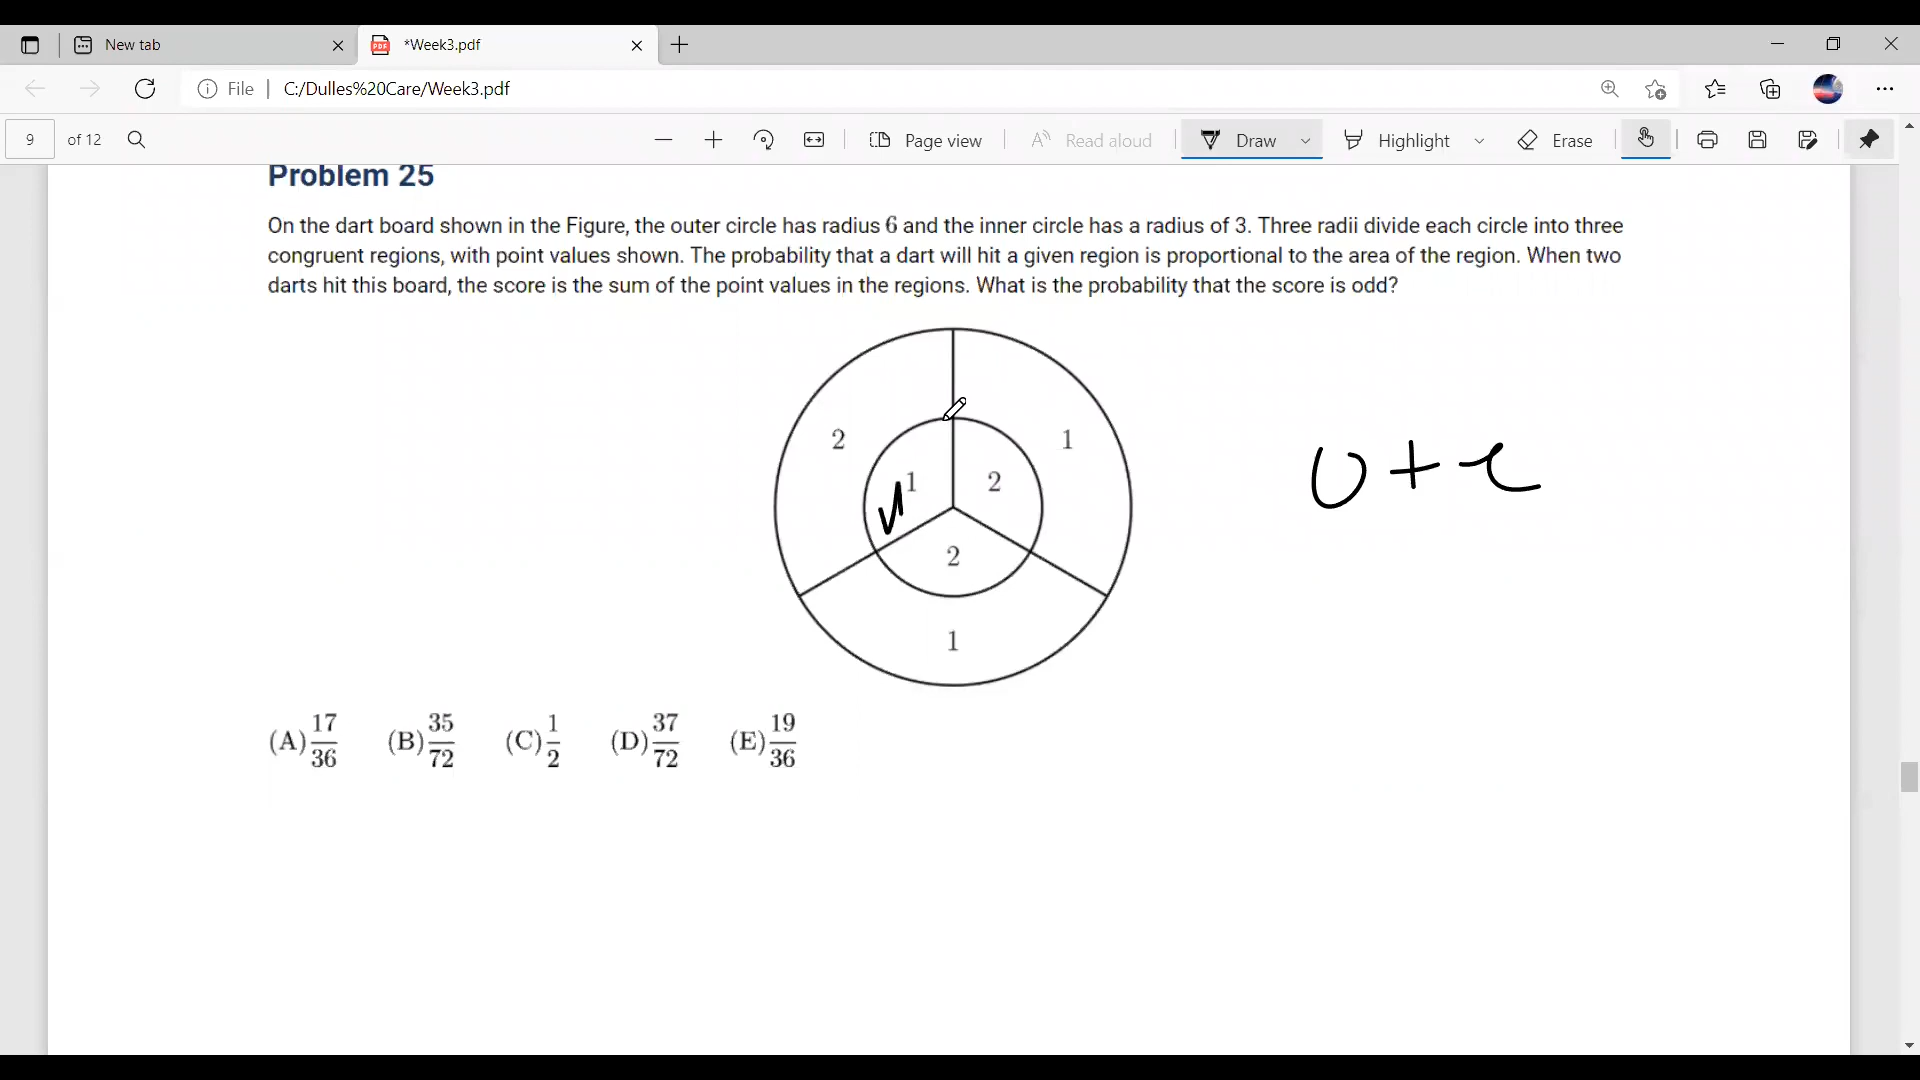 New tab
*Week3.pdf
File
C:/Dulles%20Care/Week3.pdf
9 of 12
Page view
Read aloud
Draw
Highlight
Erase
Problem 25
On the dart board shown in the Figure, the outer circle has radius 6 and the inner circle has a radius of 3. Three radii divide each circle into three
congruent regions, with point values shown. The probability that a dart will hit a given region is proportional to the area of the region. When two
darts hit this board, the score is the sum of the point values in the regions. What is the probability that the score is odd?
2 1
1 2
2
1
o + e
(A) 17/36 (B) 35/72 (C) 1/2 (D) 37/72 (E) 19/36